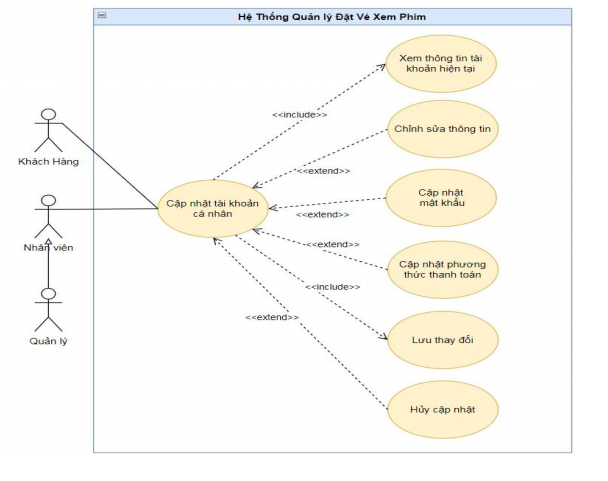 Hệ Thống Quản lý Đặt Vé Xem Phim
Xem thông tin tài
khoản hiện tại
<<include>>
Chỉnh sửa thông tin
Khách Hàng
<<extend>>
Cập nhật tài khoản
cá nhân
Cập nhật
mật khẩu
<<extend>>
Nhân viên
<<extend>>
Cập nhật phương
thức thanh toán
<<include>>
<<extend>>
Quản lý
Lưu thay đổi
Hủy cập nhật